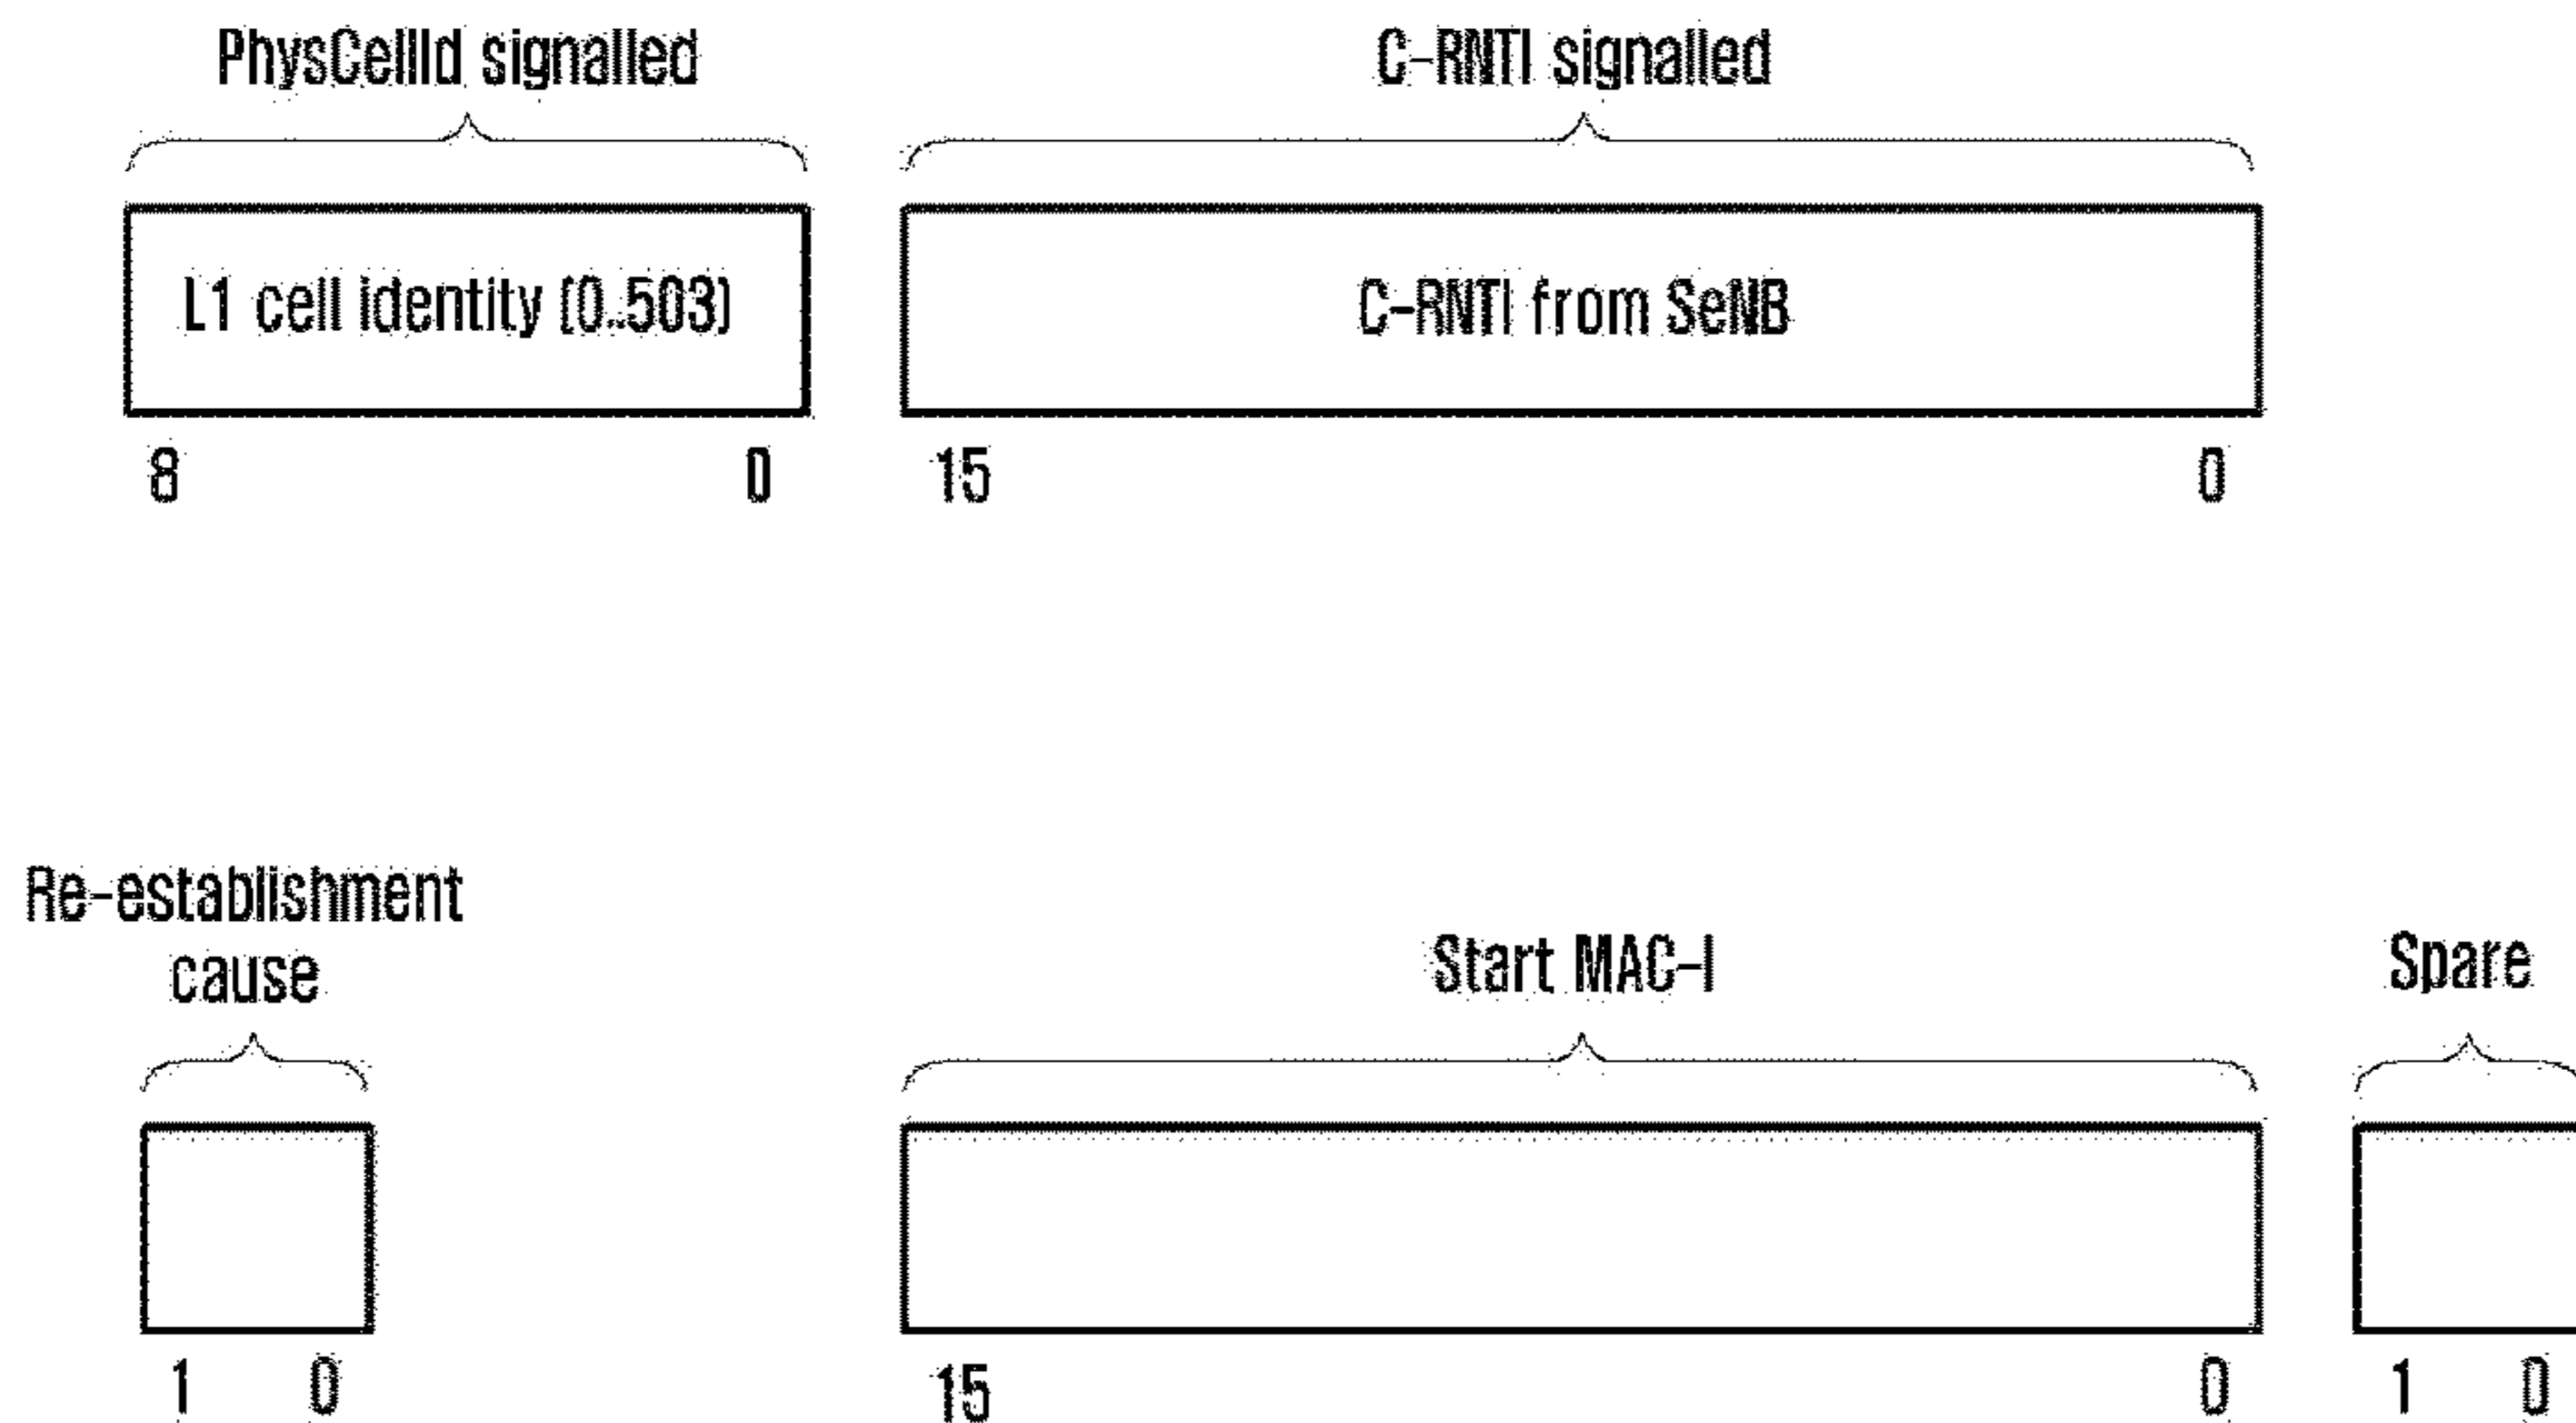 PhysCellId signalled
C-RNTI signalled
L1 cell identity (0..503)
C-RNTI from SeNB
8 0
15 0
Re-establishment
cause
Start MAC-I
Spare
1 0
15 0
1 0